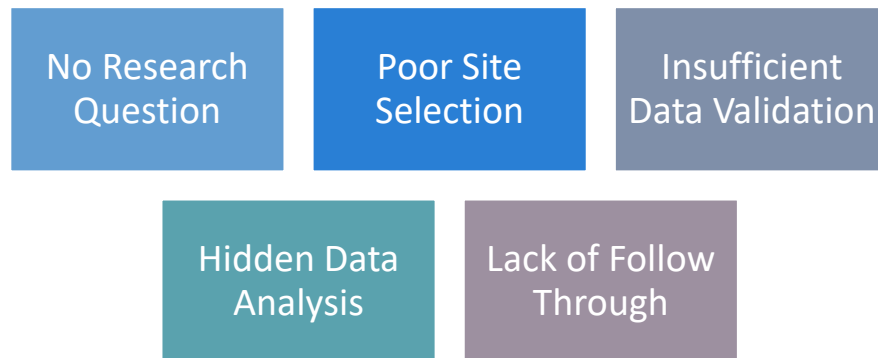 No Research
Question
Poor Site
Selection
Insufficient
Data Validation
Hidden Data
Analysis
Lack of Follow
Through